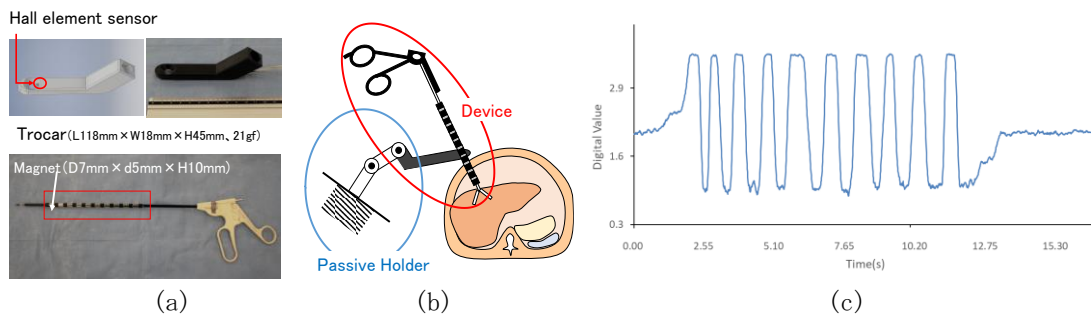 Hall element sensor
Trocar(L118mm×W18mm×H45mm、21gf)
Magnet(D7mm×d5mm×H10mm)
(a)
(b)
Device
Passive Holder
Digital Value
2.9
1.6
0.3
0.00 2.55 5.10 7.65 10.20 12.75 15.30
Time(s)
(c)